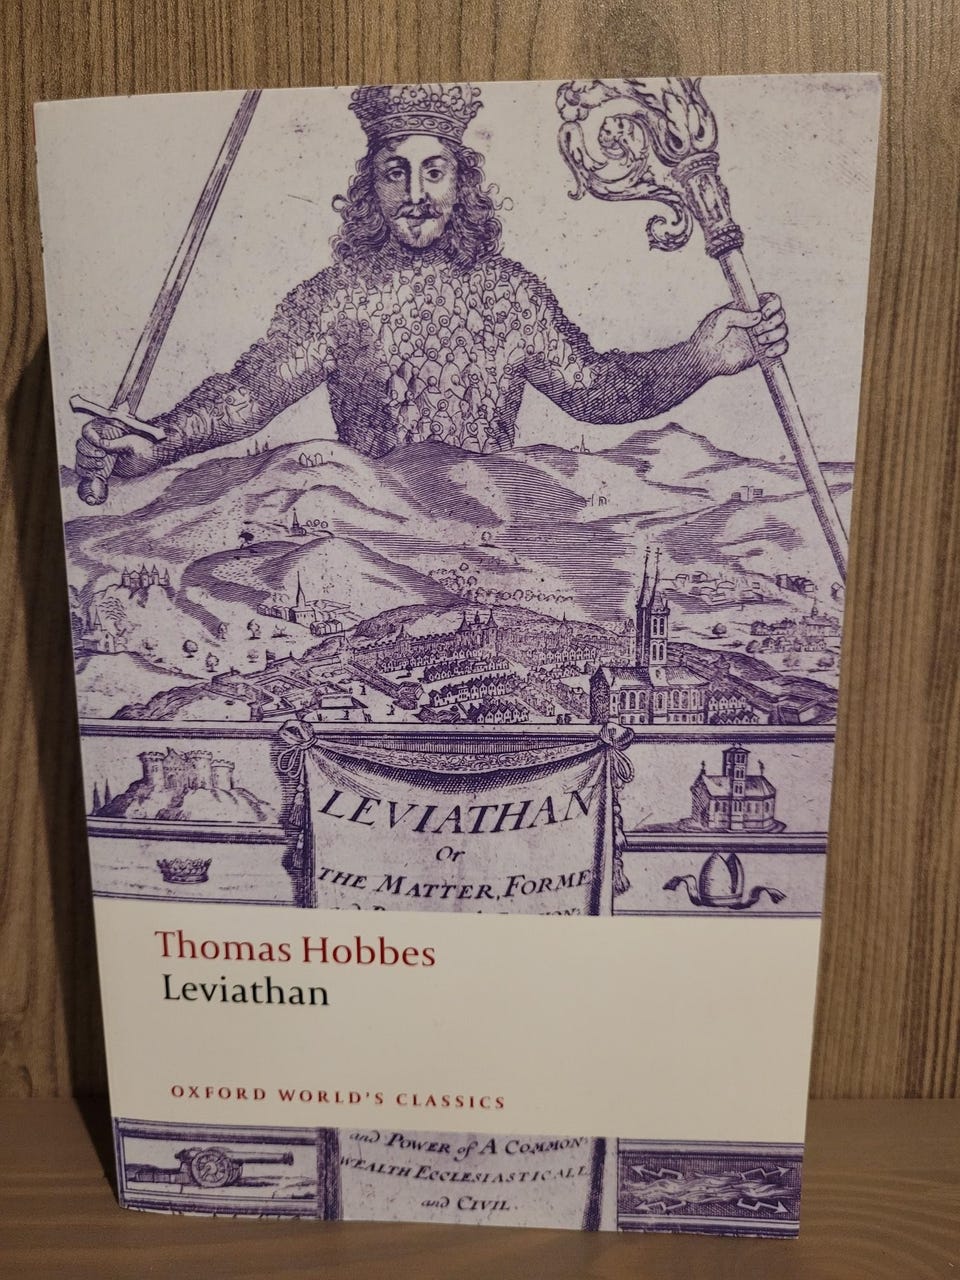 LEVIATHAN
Or
THE MATTER, FORME
Thomas Hobbes
Leviathan
OXFORD WORLD'S CLASSICS
and POWER of A COMMON-
WEALTH ECCLESIASTICALL
and CIVIL.